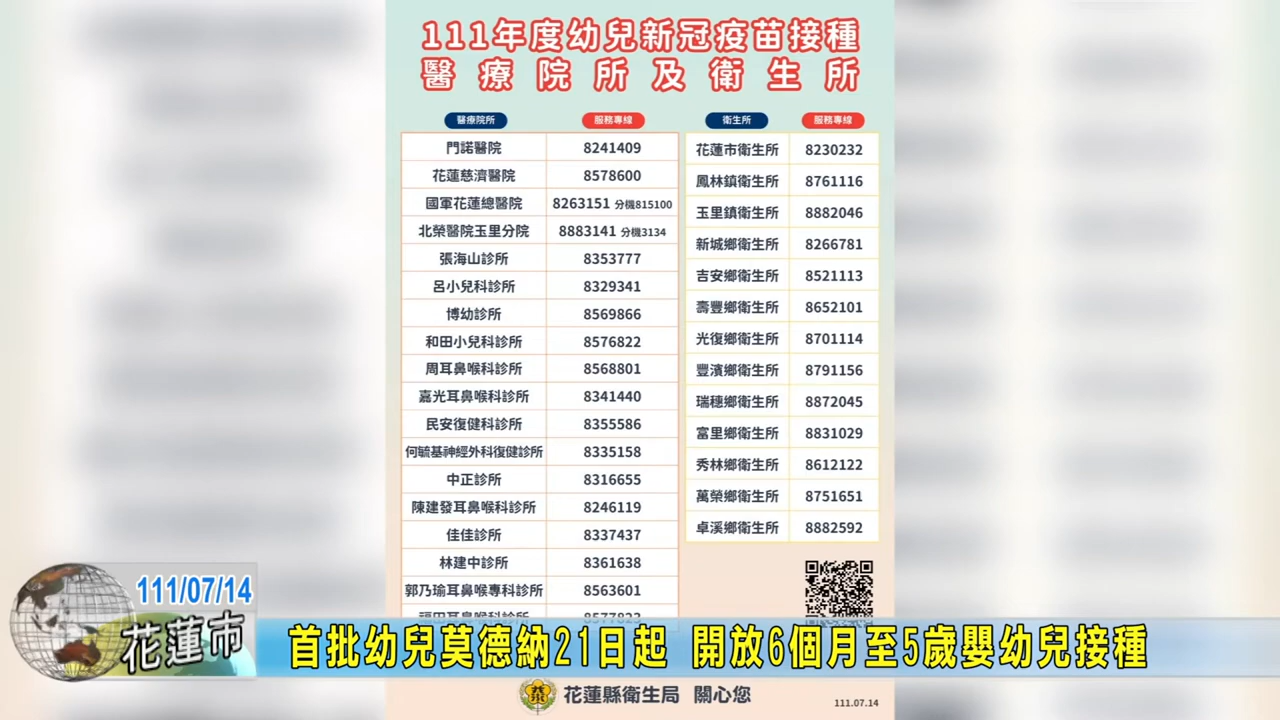 111年度幼兒新冠疫苗接種
醫療院所及衛生所
醫療院所 服務專線
門諾醫院 8241409
花蓮慈濟醫院 8578600
國軍花蓮總醫院 8263151 分機815100
北榮醫院玉里分院 8883141 分機3134
張海山診所 8353777
呂小兒科診所 8329341
博幼診所 8569866
和田小兒科診所 8576822
周耳鼻喉科診所 8568801
嘉光耳鼻喉科診所 8341440
民安復健科診所 8355586
何毓基神經外科復健診所 8335158
中正診所 8316655
陳建發耳鼻喉科診所 8246119
佳佳診所 8337437
林建中診所 8361638
郭乃瑜耳鼻喉專科診所 8563601
福田耳鼻喉科診所 8577823
衛生所 服務專線
花蓮市衛生所 8230232
鳳林鎮衛生所 8761116
玉里鎮衛生所 8882046
新城鄉衛生所 8266781
吉安鄉衛生所 8521113
壽豐鄉衛生所 8652101
光復鄉衛生所 8701114
豐濱鄉衛生所 8791156
瑞穗鄉衛生所 8872045
富里鄉衛生所 8831029
秀林鄉衛生所 8612122
萬榮鄉衛生所 8751651
卓溪鄉衛生所 8882592
111/07/14
花蓮市
首批幼兒莫德納21日起 開放6個月至5歲嬰幼兒接種
花蓮縣衛生局 關心您
111.07.14